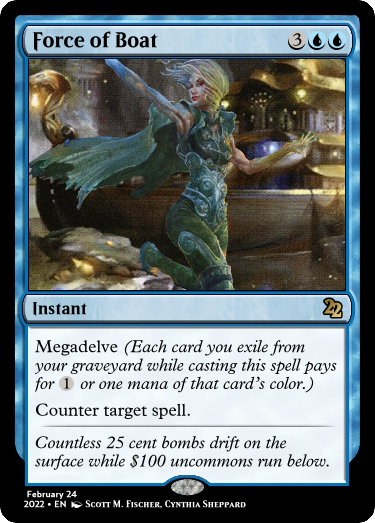 Force of Boat 3
Instant 22
Megadelve (Each card you exile from
your graveyard while casting this spell pays
for 1 or one mana of that card's color.)
Counter target spell.
Countless 25 cent bombs drift on the
surface while $100 uncommons run below.
February 24
2022 • EN Scott M. Fischer, Cynthia Sheppard